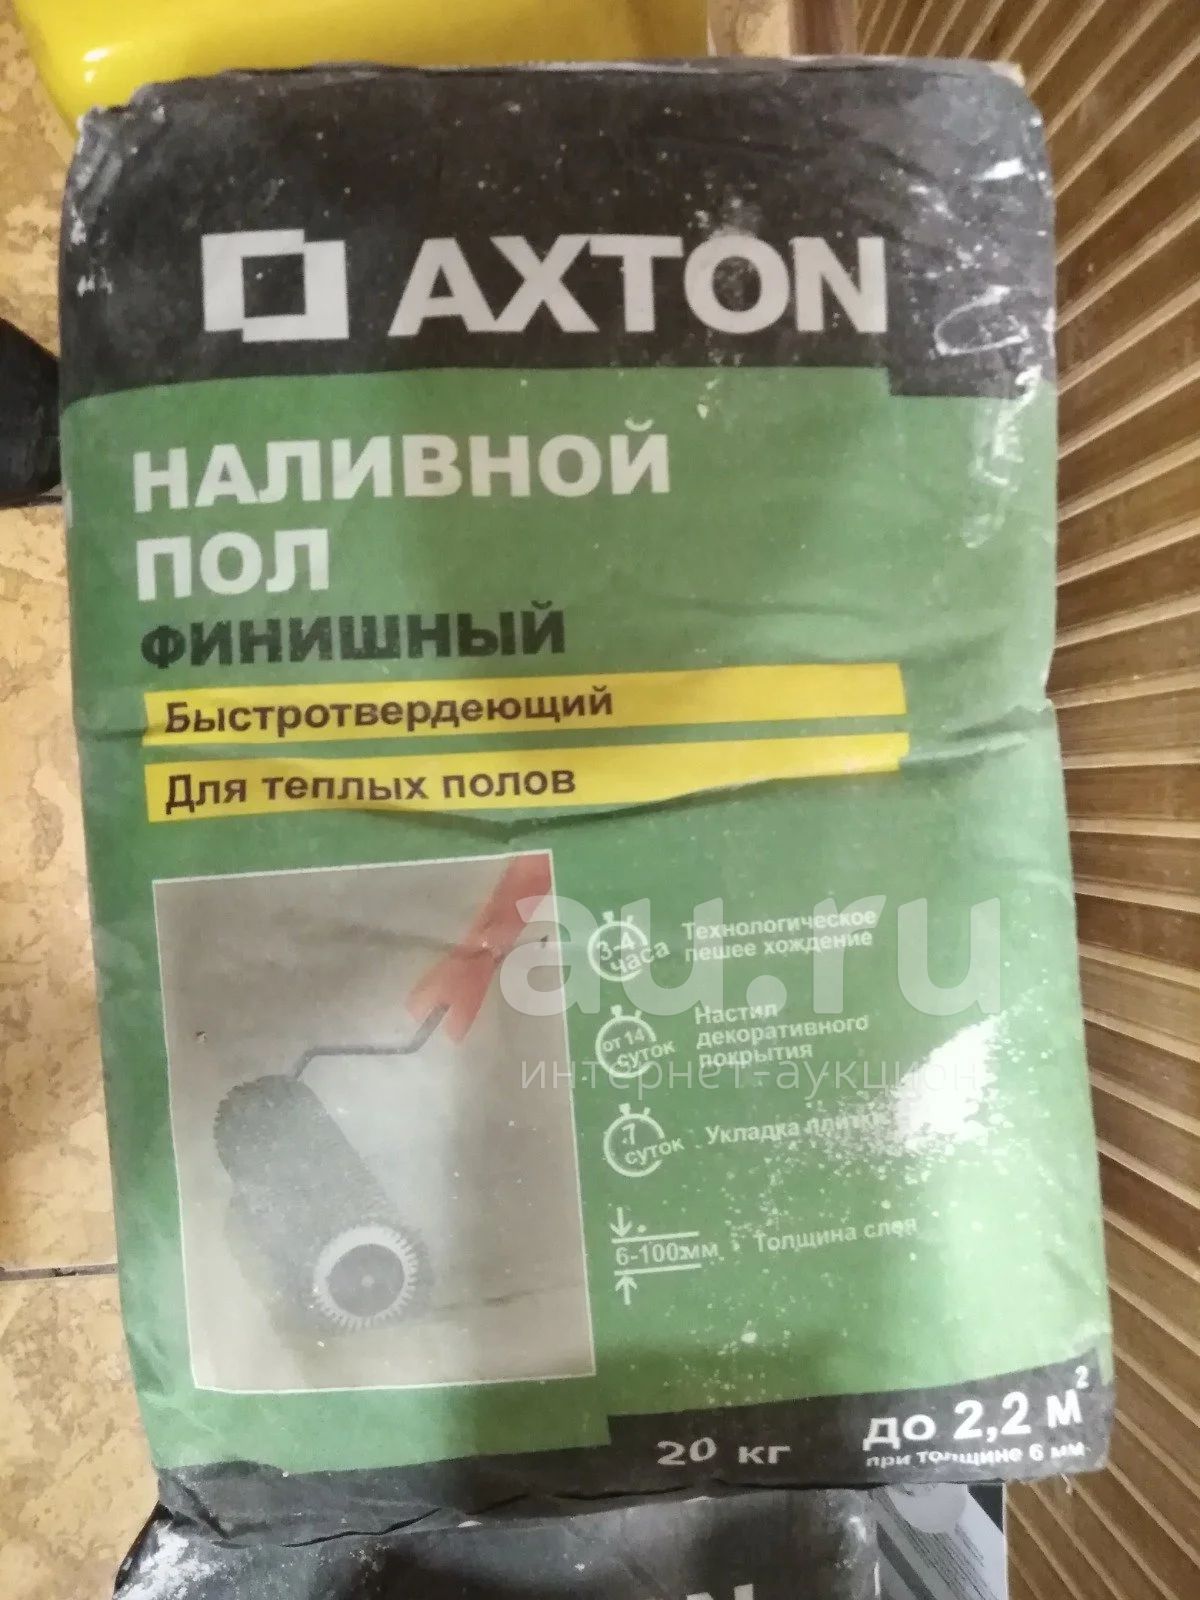 AXTON
НАЛИВНОЙ
ПОЛ
ФИНИШНЫЙ
Быстротвердеющий
Для теплых полов
3-4
часа
Технологическое
пешее хождение
от 14
суток
Настил
декоративного
покрытия
7
суток
Укладка плитки
6-100мм
Толщина слоя
20 кг
до 2,2 м²
при толщине 6 мм
au.ru
интернет-аукцион